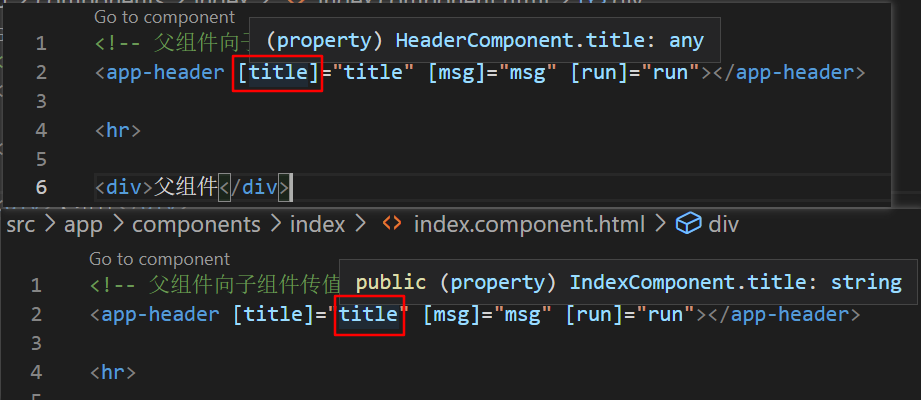 Go to component
1 <!-- 父组件向子
(property) HeaderComponent.title: any
2 <app-header [title]="title" [msg]="msg" [run]="run"></app-header>
3
4 <hr>
5
6 <div>父组件</div>
src > app > components > index > <> index.component.html > div
Go to component
1 <!-- 父组件向子组件传值
public (property) IndexComponent.title: string
2 <app-header [title]="title" [msg]="msg" [run]="run"></app-header>
3
4 <hr>